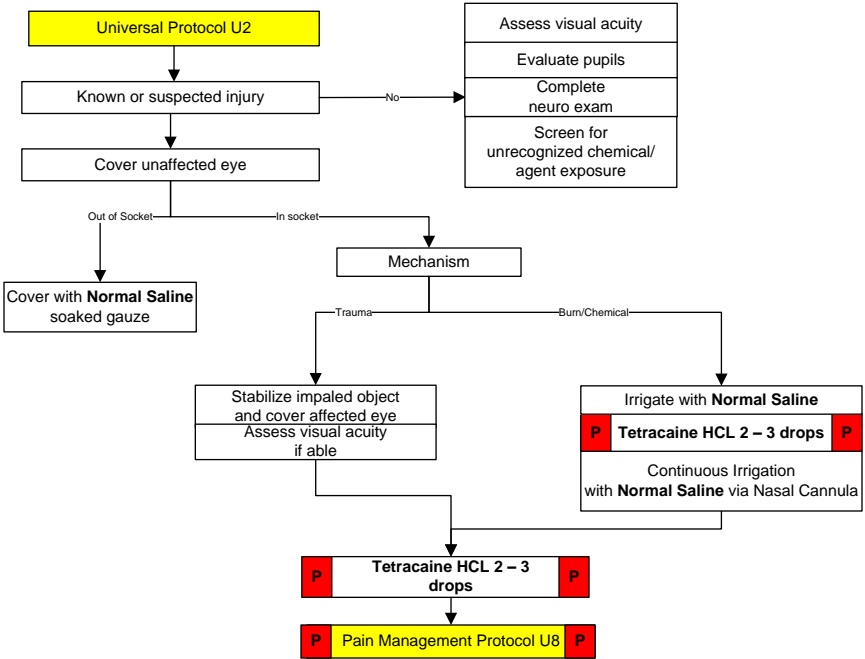 Universal Protocol U2
Known or suspected injury
No
Assess visual acuity
Evaluate pupils
Complete
neuro exam
Screen for
unrecognized chemical/
agent exposure
Cover unaffected eye
Out of Socket
In socket
Cover with Normal Saline
soaked gauze
Mechanism
Trauma
Burn/Chemical
Stabilize impaled object
and cover affected eye
Assess visual acuity
if able
Irrigate with Normal Saline
P Tetracaine HCL 2 – 3 drops P
Continuous Irrigation
with Normal Saline via Nasal Cannula
P Tetracaine HCL 2 – 3 P
drops
P Pain Management Protocol U8 P